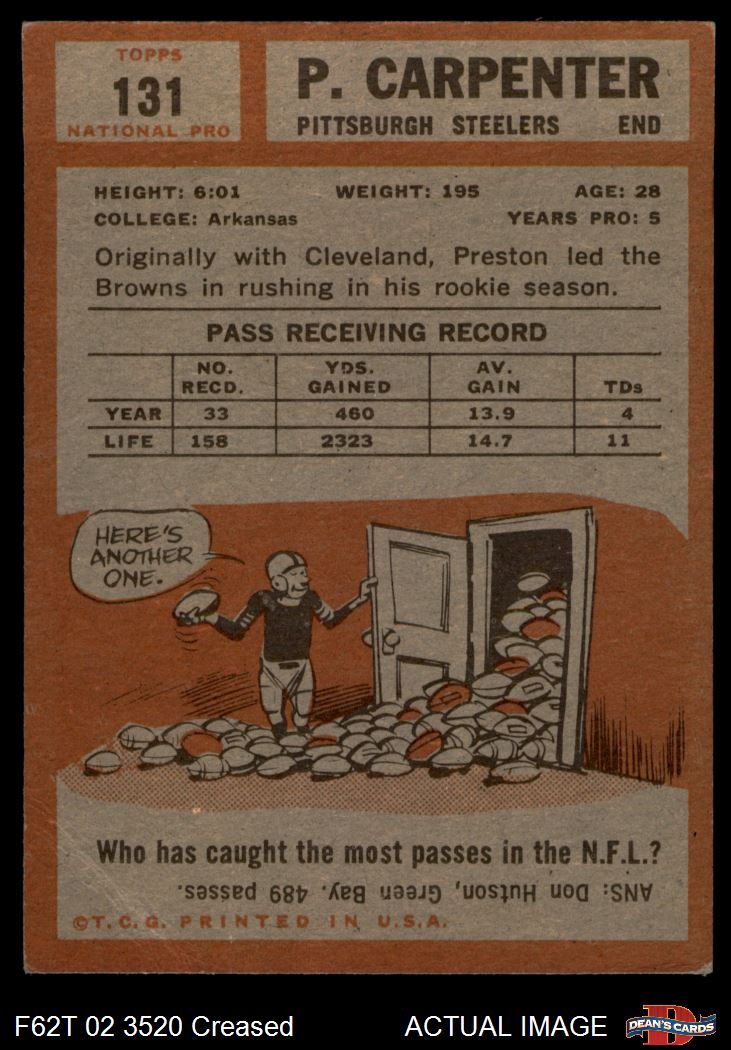 TOPPS
131
NATIONAL PRO
P. CARPENTER
PITTSBURGH STEELERS END
HEIGHT: 6:01 WEIGHT: 195 AGE: 28
COLLEGE: Arkansas YEARS PRO: 5
Originally with Cleveland, Preston led the
Browns in rushing in his rookie season.
PASS RECEIVING RECORD
NO. RECD. YDS. GAINED AV. GAIN TDs
YEAR 33 460 13.9 4
LIFE 158 2323 14.7 11
HERE'S
ANOTHER
ONE.
Who has caught the most passes in the N.F.L.?
ANS: Don Hutson, Green Bay. 489 passes.
©T.C.G. PRINTED IN U.S.A.
F62T 02 3520 Creased ACTUAL IMAGE
D
DEAN'S CARDS